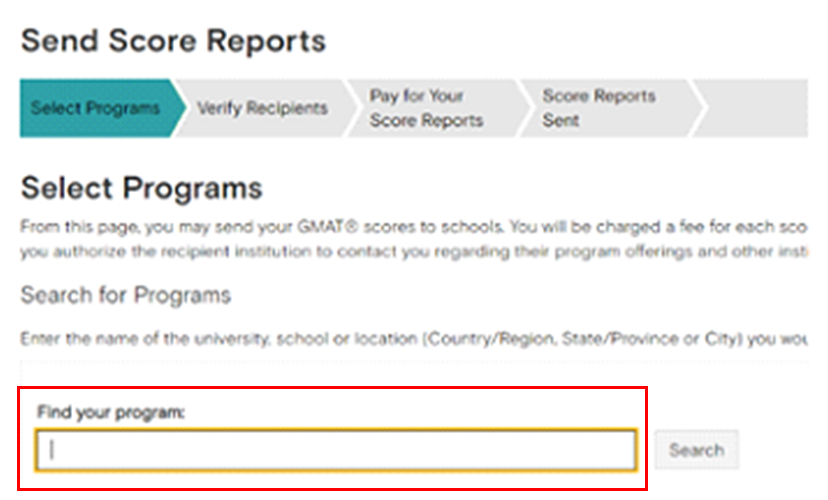 Send Score Reports
Select Programs
Verify Recipients
Pay for Your
Score Reports
Score Reports
Sent
Select Programs
From this page, you may send your GMAT® scores to schools. You will be charged a fee for each sco
you authorize the recipient institution to contact you regarding their program offerings and other insti
Search for Programs
Enter the name of the university, school or location (Country/Region, State/Province or City) you wou
Find your program:
Search